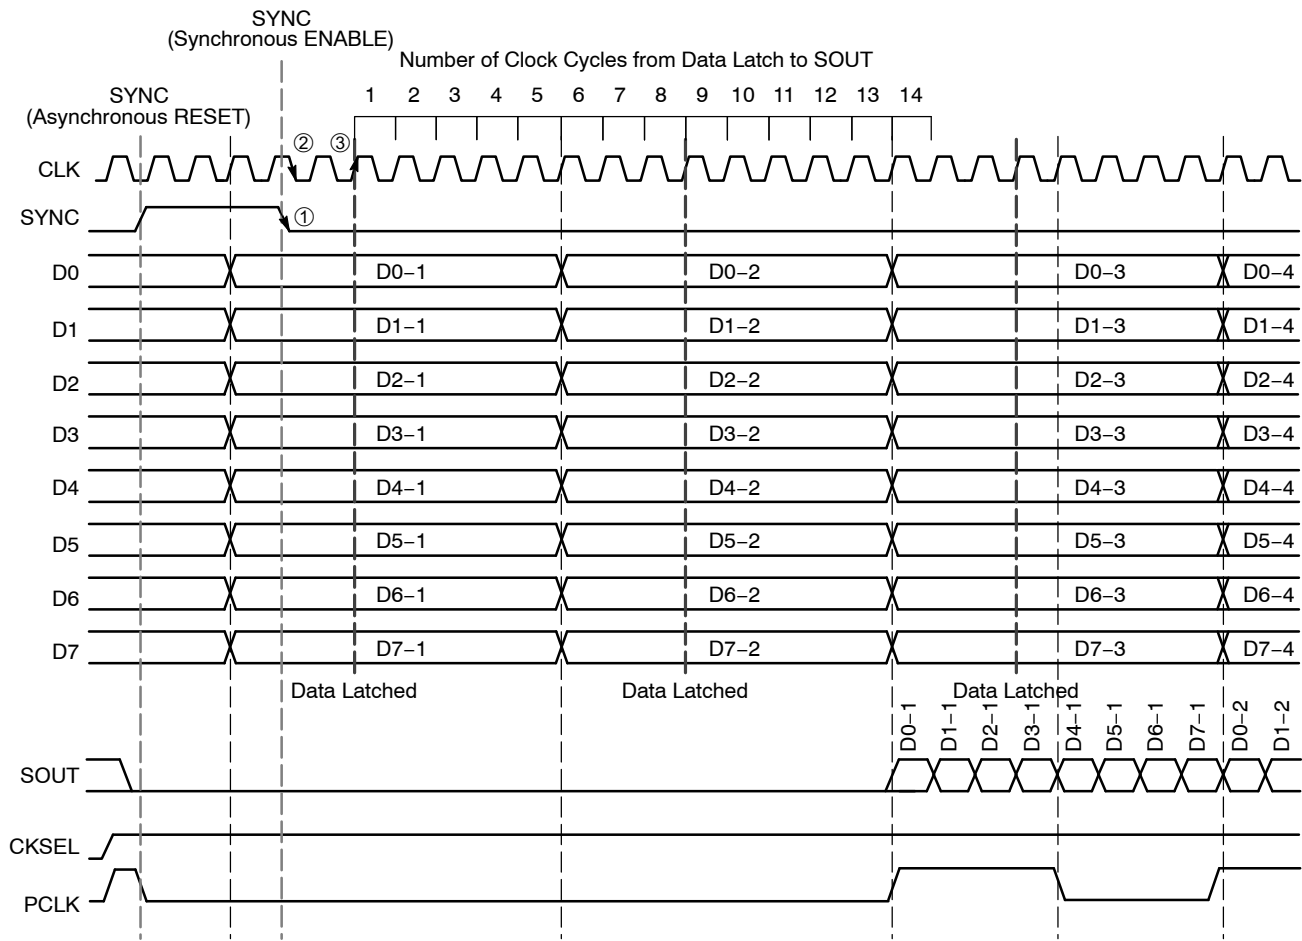 SYNC
(Synchronous ENABLE)
Number of Clock Cycles from Data Latch to SOUT
SYNC
(Asynchronous RESET)
1 2 3 4 5 6 7 8 9 10 11 12 13 14
② ③
CLK
SYNC ①
D0 D0−1 D0−2 D0−3 D0−4
D1 D1−1 D1−2 D1−3 D1−4
D2 D2−1 D2−2 D2−3 D2−4
D3 D3−1 D3−2 D3−3 D3−4
D4 D4−1 D4−2 D4−3 D4−4
D5 D5−1 D5−2 D5−3 D5−4
D6 D6−1 D6−2 D6−3 D6−4
D7 D7−1 D7−2 D7−3 D7−4
Data Latched Data Latched Data Latched
D0−1 D1−1 D2−1 D3−1 D4−1 D5−1 D6−1 D7−1 D0−2 D1−2
SOUT
CKSEL
PCLK